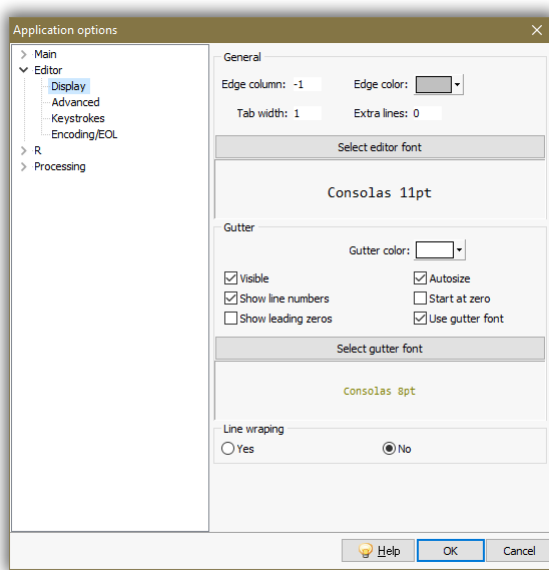 Application options
Main
Editor
Display
Advanced
Keystrokes
Encoding/EOL
R
Processing
General
Edge column: -1 Edge color:
Tab width: 1 Extra lines: 0
Select editor font
Consolas 11pt
Gutter
Gutter color:
Visible Autosize
Show line numbers Start at zero
Show leading zeros Use gutter font
Select gutter font
Consolas 8pt
Line wraping
Yes No
Help OK Cancel